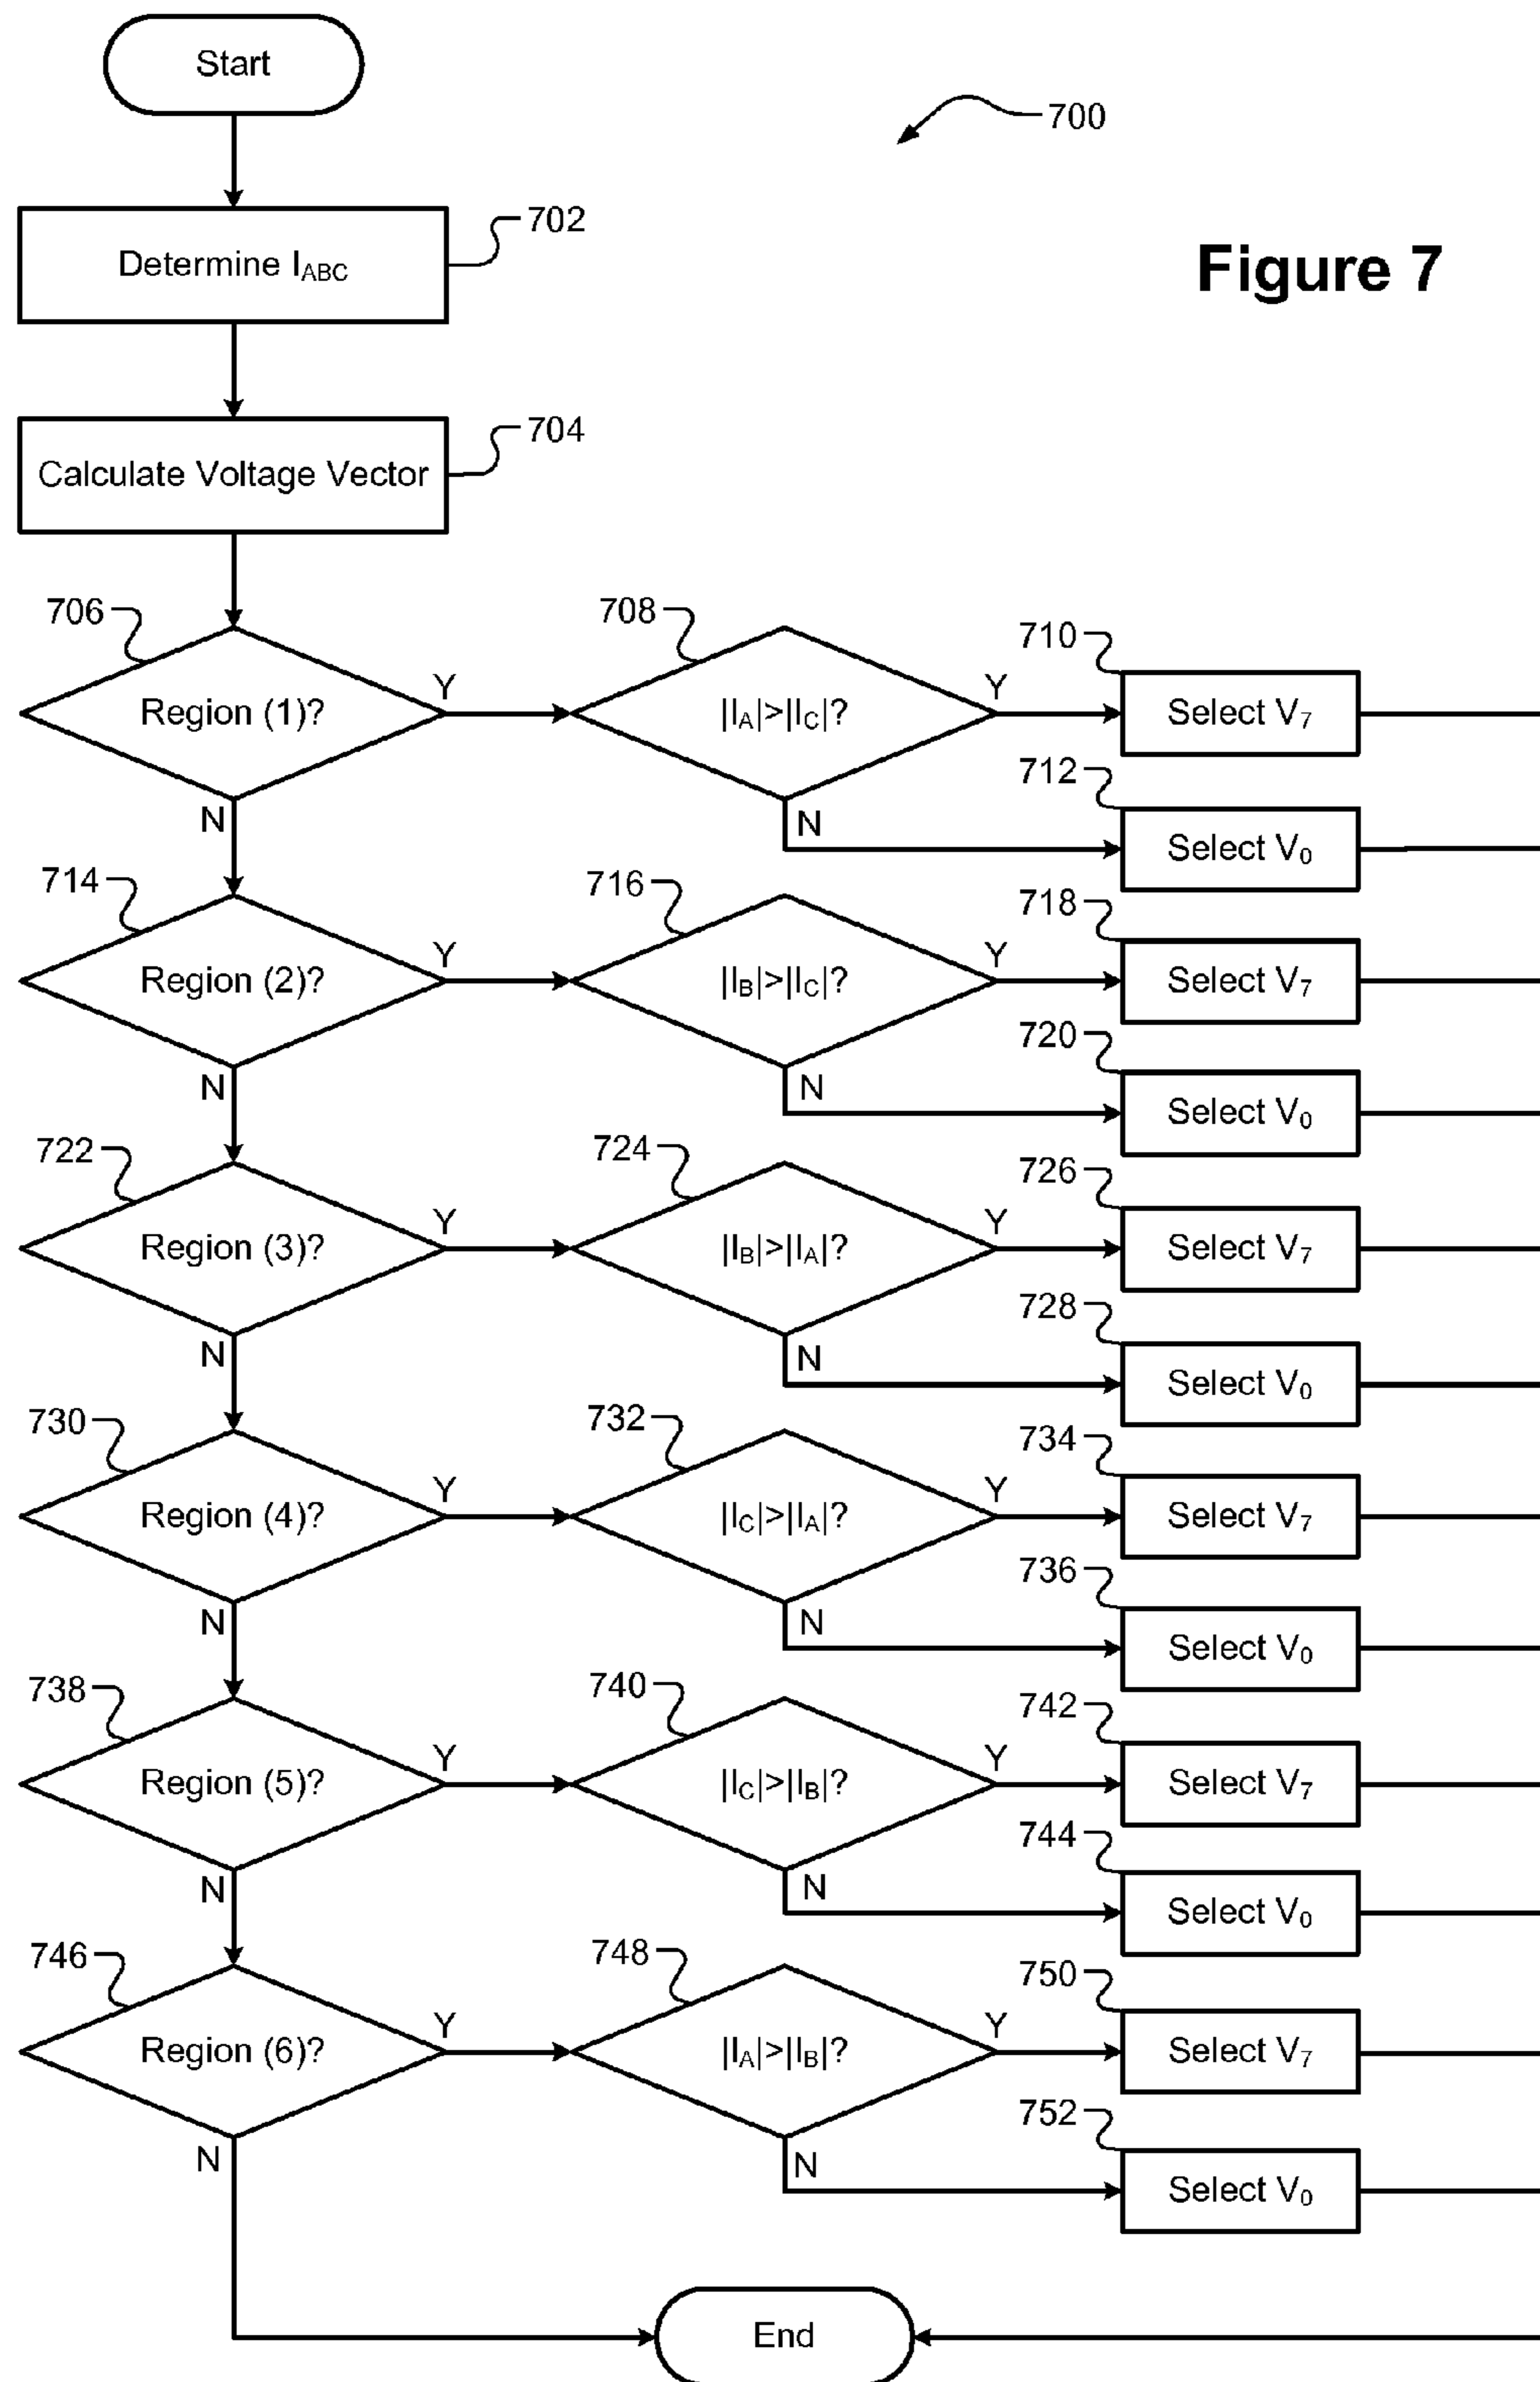 Start
700
702
Determine I_ABC
Figure 7
704
Calculate Voltage Vector
706
708
710
Region (1)?
Y
|I_A|>|I_C|?
Y
Select V_7
712
N
N
Select V_0
714
716
718
Region (2)?
Y
|I_B|>|I_C|?
Y
Select V_7
720
N
N
Select V_0
722
724
726
Region (3)?
Y
|I_B|>|I_A|?
Y
Select V_7
728
N
N
Select V_0
730
732
734
Region (4)?
Y
|I_C|>|I_A|?
Y
Select V_7
736
N
N
Select V_0
738
740
742
Region (5)?
Y
|I_C|>|I_B|?
Y
Select V_7
744
N
N
Select V_0
746
748
750
Region (6)?
Y
|I_A|>|I_B|?
Y
Select V_7
752
N
N
Select V_0
End